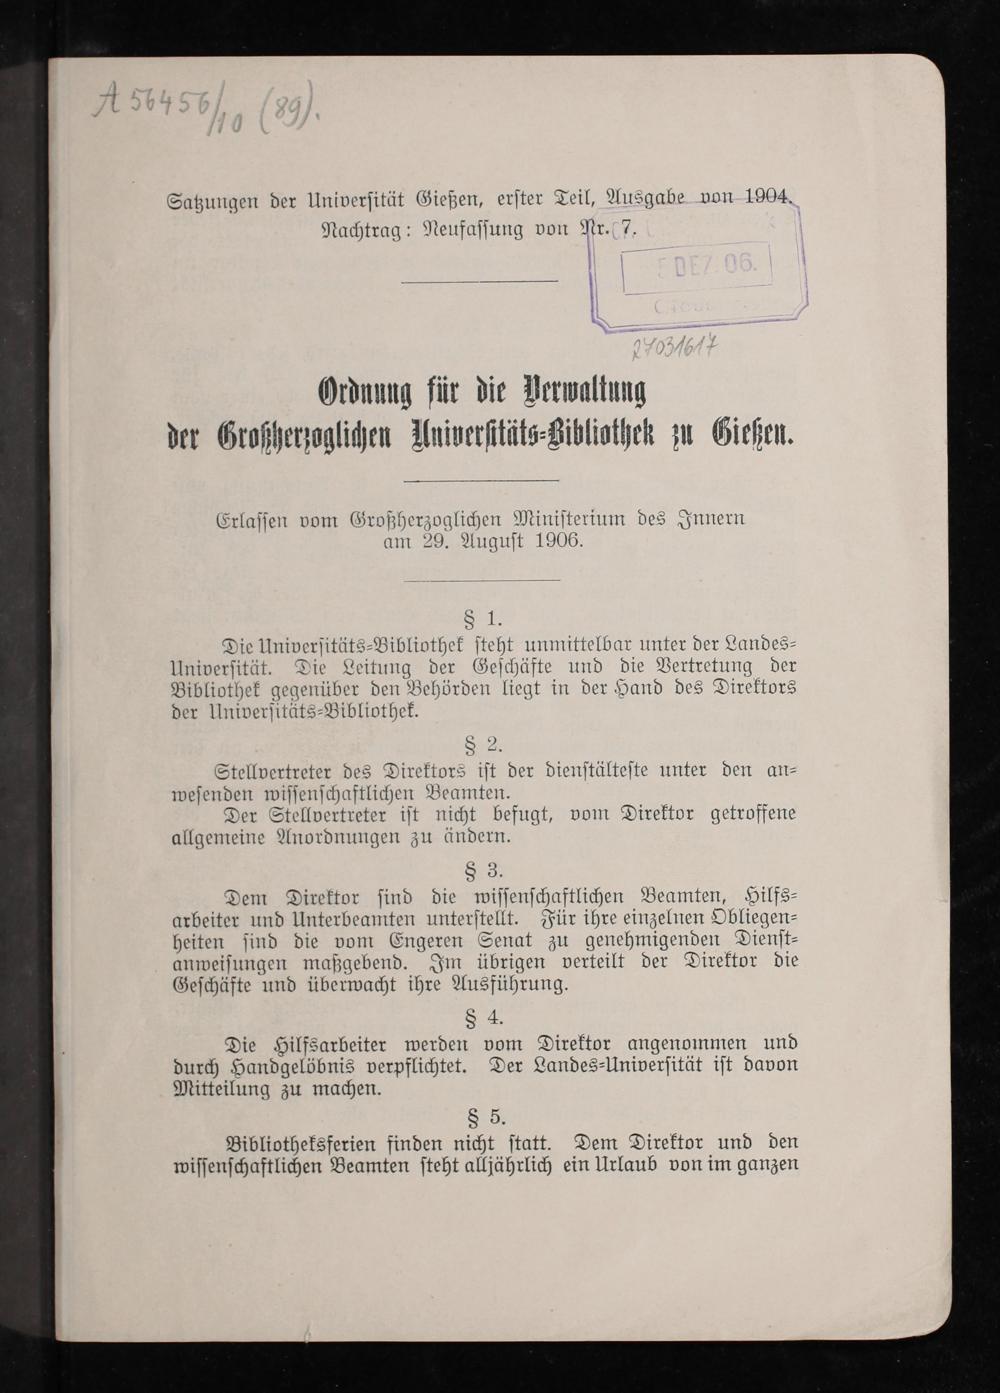 A 56456/10 (89).
Satzungen der Universität Gießen, erster Teil, Ausgabe von 1904.
Nachtrag: Neufassung von Nr. 7.
5 DEZ. 06.
27031617
Ordnung für die Verwaltung
der Großherzoglichen Universitäts-Bibliothek zu Gießen.
Erlassen vom Großherzoglichen Ministerium des Innern
am 29. August 1906.
§ 1.
Die Universitäts-Bibliothek steht unmittelbar unter der Landes-
Universität. Die Leitung der Geschäfte und die Vertretung der
Bibliothek gegenüber den Behörden liegt in der Hand des Direktors
der Universitäts-Bibliothek.
§ 2.
Stellvertreter des Direktors ist der dienstälteste unter den an-
wesenden wissenschaftlichen Beamten.
Der Stellvertreter ist nicht befugt, vom Direktor getroffene
allgemeine Anordnungen zu ändern.
§ 3.
Dem Direktor sind die wissenschaftlichen Beamten, Hilfs-
arbeiter und Unterbeamten unterstellt. Für ihre einzelnen Obliegen-
heiten sind die vom Engeren Senat zu genehmigenden Dienst-
anweisungen maßgebend. Im übrigen verteilt der Direktor die
Geschäfte und überwacht ihre Ausführung.
§ 4.
Die Hilfsarbeiter werden vom Direktor angenommen und
durch Handgelöbnis verpflichtet. Der Landes-Universität ist davon
Mitteilung zu machen.
§ 5.
Bibliotheksferien finden nicht statt. Dem Direktor und den
wissenschaftlichen Beamten steht alljährlich ein Urlaub von im ganzen